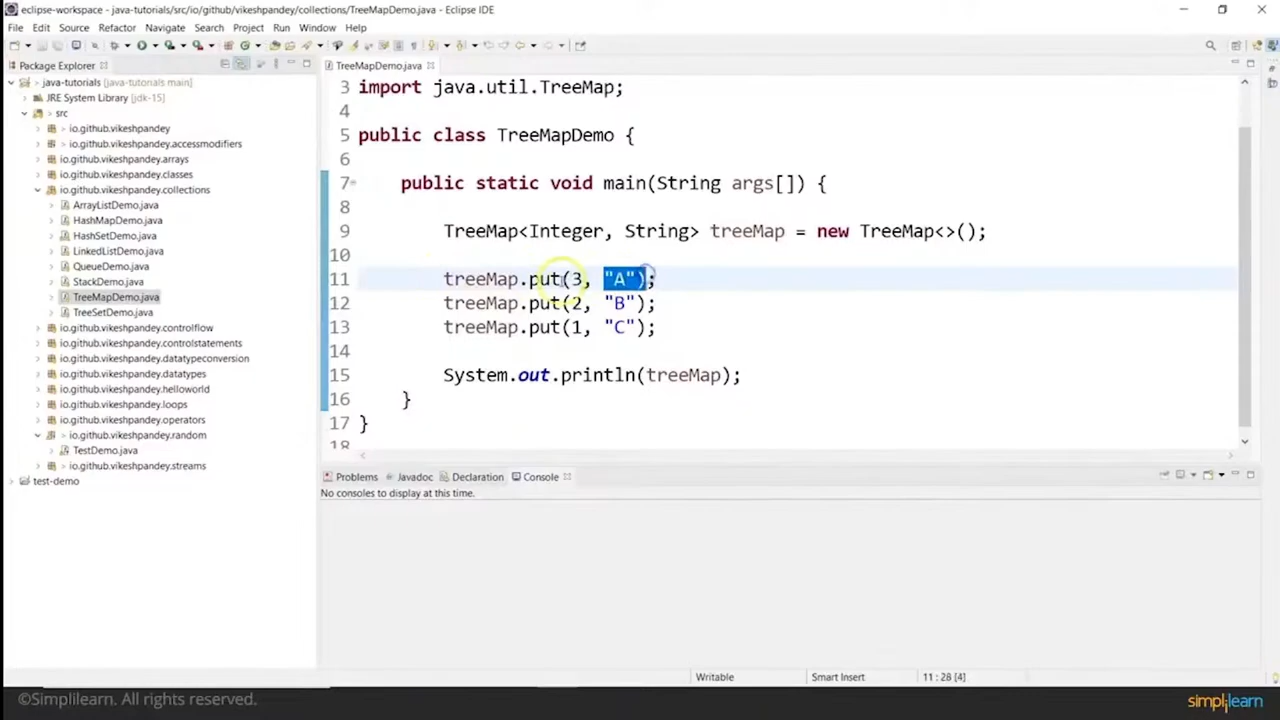 eclipse-workspace - java-tutorials/src/io/github/vikeshpandey/collections/TreeMapDemo.java - Eclipse IDE
File Edit Source Refactor Navigate Search Project Run Window Help
Package Explorer
java-tutorials [java-tutorials main]
JRE System Library [jdk-15]
src
io.github.vikeshpandey
io.github.vikeshpandey.accessmodifiers
io.github.vikeshpandey.arrays
io.github.vikeshpandey.classes
io.github.vikeshpandey.collections
ArrayListDemo.java
HashMapDemo.java
HashSetDemo.java
LinkedListDemo.java
QueueDemo.java
StackDemo.java
TreeMapDemo.java
TreeSetDemo.java
io.github.vikeshpandey.controlflow
io.github.vikeshpandey.controlstatements
io.github.vikeshpandey.datatypeconversion
io.github.vikeshpandey.datatypes
io.github.vikeshpandey.helloworld
io.github.vikeshpandey.loops
io.github.vikeshpandey.operators
io.github.vikeshpandey.random
TestDemo.java
io.github.vikeshpandey.streams
test-demo
TreeMapDemo.java
3 import java.util.TreeMap;
4
5 public class TreeMapDemo {
6
7 public static void main(String args[]) {
8
9 TreeMap<Integer, String> treeMap = new TreeMap<>();
10
11 treeMap.put(3, "A");
12 treeMap.put(2, "B");
13 treeMap.put(1, "C");
14
15 System.out.println(treeMap);
16 }
17 }
18
Problems Javadoc Declaration Console
No consoles to display at this time.
Writable Smart Insert 11 : 28 [4]
©Simplilearn. All rights reserved.
simplilearn